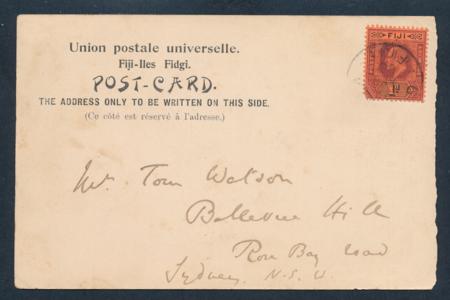 Union postale universelle.
Fiji-Iles Fidgi.
POST-CARD.
THE ADDRESS ONLY TO BE WRITTEN ON THIS SIDE.
(Ce côté est réservé à l'adresse.)
FIJI
Mr. Tom Watson
Bellevue Hill
Rose Bay Road
Sydney. N.S.W